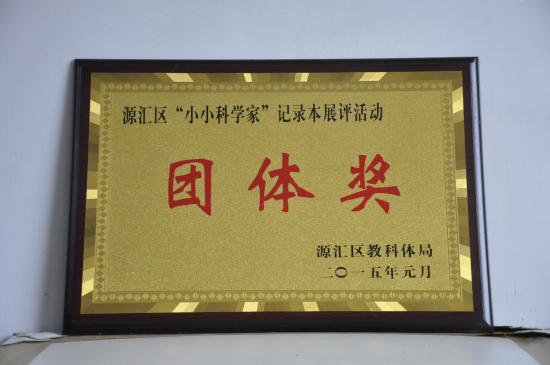 源汇区“小小科学家”记录本展评活动
团体奖
源汇区教科体局
二〇一五年元月